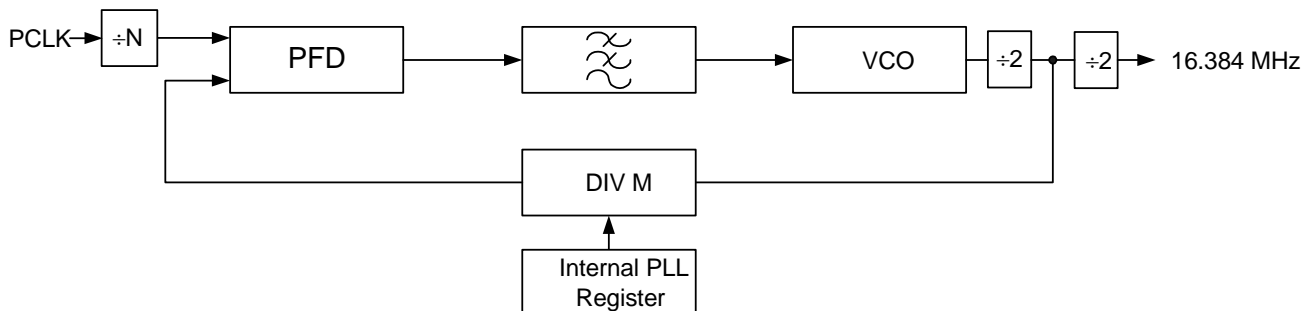 PCLK
÷N
PFD
VCO
÷2
÷2
16.384 MHz
DIV M
Internal PLL
Register